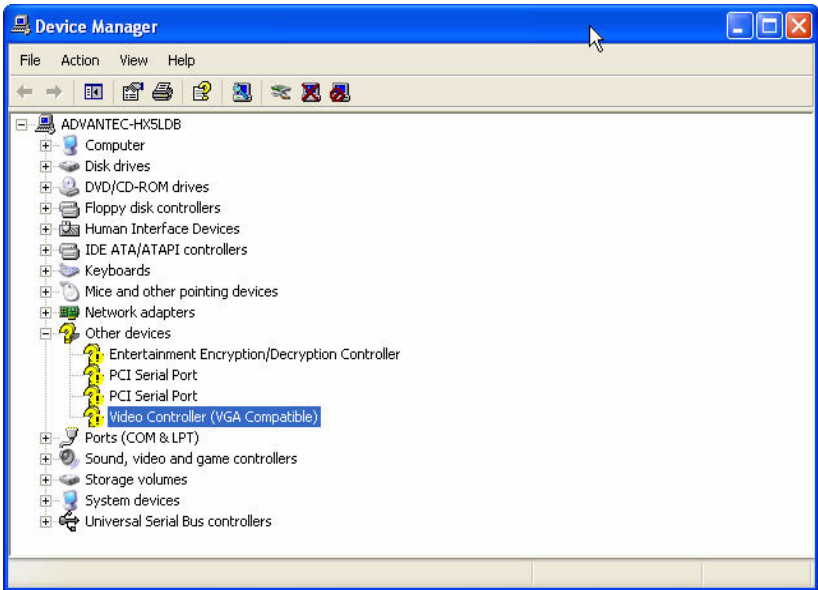 Device Manager
File Action View Help
ADVANTEC-HX5LDB
Computer
Disk drives
DVD/CD-ROM drives
Floppy disk controllers
Human Interface Devices
IDE ATA/ATAPI controllers
Keyboards
Mice and other pointing devices
Network adapters
Other devices
Entertainment Encryption/Decryption Controller
PCI Serial Port
PCI Serial Port
Video Controller (VGA Compatible)
Ports (COM & LPT)
Sound, video and game controllers
Storage volumes
System devices
Universal Serial Bus controllers